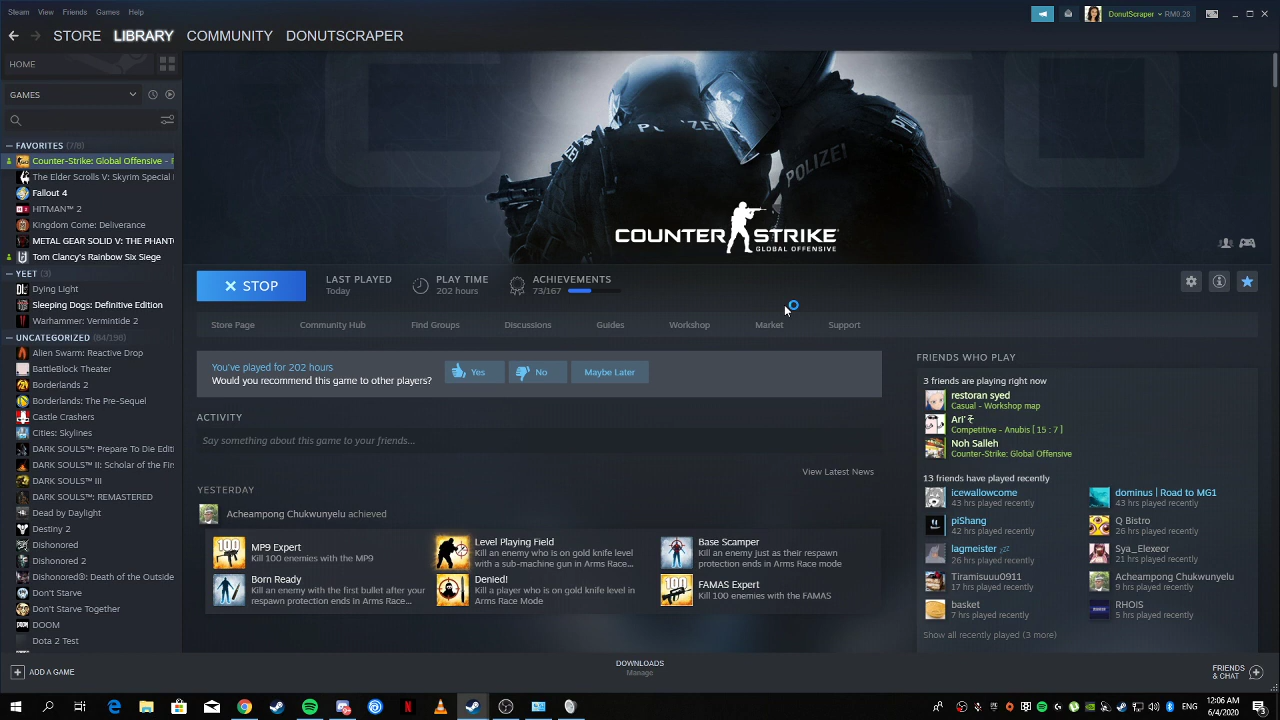 Steam View Friends Games Help
DonutScraper RM0.28
STORE LIBRARY COMMUNITY DONUTSCRAPER
HOME
GAMES
FAVORITES (7/8)
Counter-Strike: Global Offensive -
The Elder Scrolls V: Skyrim Special
Fallout 4
HITMAN™ 2
Kingdom Come: Deliverance
METAL GEAR SOLID V: THE PHANT
Tom Clancy's Rainbow Six Siege
YEET (3)
Dying Light
Sleeping Dogs: Definitive Edition
Warhammer: Vermintide 2
UNCATEGORIZED (84/198)
Alien Swarm: Reactive Drop
BattleBlock Theater
Borderlands 2
Borderlands: The Pre-Sequel
Castle Crashers
Cities: Skylines
DARK SOULS™: Prepare To Die Editi
DARK SOULS™ II: Scholar of the Fir
DARK SOULS™ III
DARK SOULS™: REMASTERED
Dead by Daylight
Destiny 2
Dishonored
Dishonored 2
Dishonored®: Death of the Outside
Don't Starve
Don't Starve Together
DOOM
Dota 2 Test
ADD A GAME
POLIZEI
COUNTER STRIKE
GLOBAL OFFENSIVE
STOP
LAST PLAYED
Today
PLAY TIME
202 hours
ACHIEVEMENTS
73/167
Store Page Community Hub Find Groups Discussions Guides Workshop Market Support
You've played for 202 hours
Would you recommend this game to other players?
Yes No Maybe Later
ACTIVITY
Say something about this game to your friends...
View Latest News
YESTERDAY
Acheampong Chukwunyelu achieved
MP9 Expert
Kill 100 enemies with the MP9
Level Playing Field
Kill an enemy who is on gold knife level
with a sub-machine gun in Arms Race...
Base Scamper
Kill an enemy just as their respawn
protection ends in Arms Race mode
Born Ready
Kill an enemy with the first bullet after your
respawn protection ends in Arms Race...
Denied!
Kill a player who is on gold knife level in
Arms Race Mode
FAMAS Expert
Kill 100 enemies with the FAMAS
FRIENDS WHO PLAY
3 friends are playing right now
restoran syed
Casual - Workshop map
Ari'
Competitive - Anubis [ 15 : 7 ]
Noh Salleh
Counter-Strike: Global Offensive
13 friends have played recently
icewallowcome
43 hrs played recently
dominus | Road to MG1
43 hrs played recently
piShang
42 hrs played recently
Q Bistro
26 hrs played recently
lagmeister
26 hrs played recently
Sya_Elexeor
21 hrs played recently
Tiramisuuu0911
17 hrs played recently
Acheampong Chukwunyelu
9 hrs played recently
basket
7 hrs played recently
RHOIS
5 hrs played recently
Show all recently played (3 more)
DOWNLOADS
Manage
FRIENDS
& CHAT
ENG
12:06 AM
6/4/2020